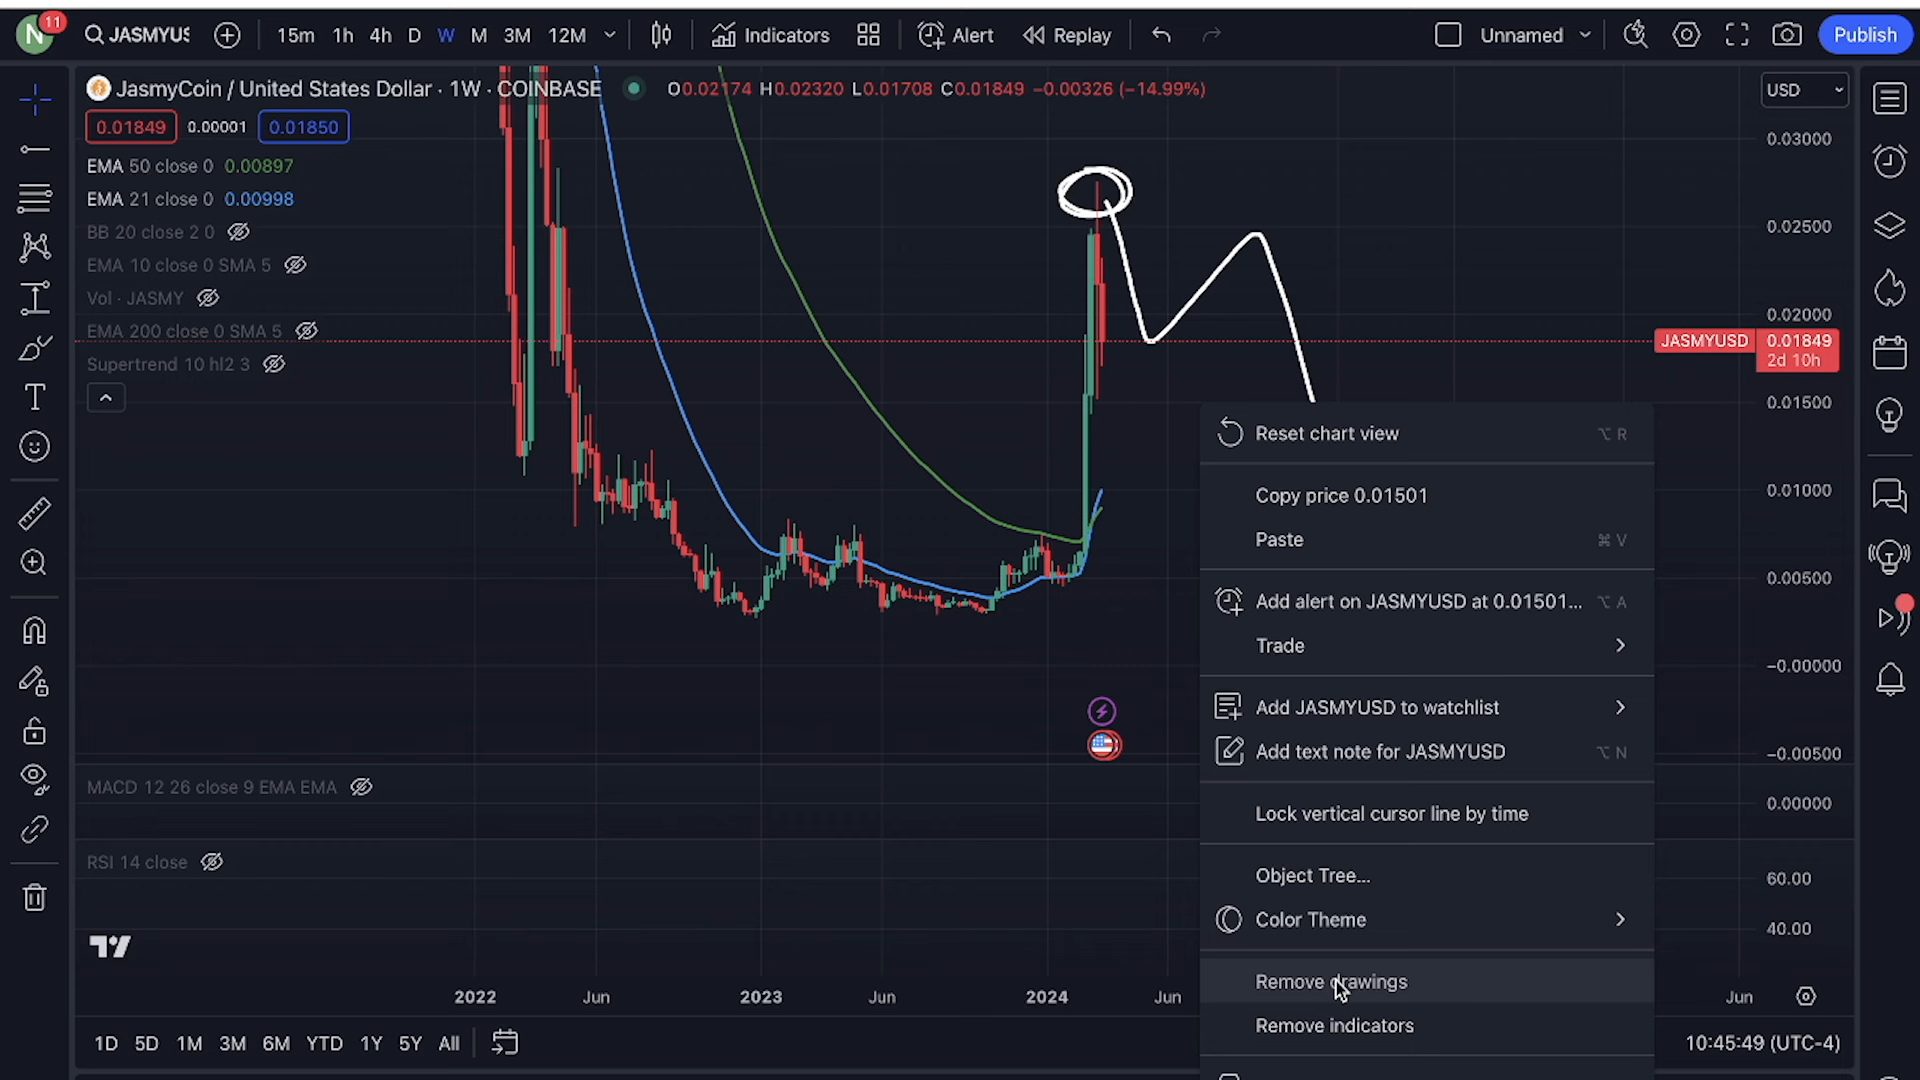 N 11 JASMYUS 15m 1h 4h D W M 3M 12M Indicators Alert Replay Unnamed Publish
JasmyCoin / United States Dollar · 1W · COINBASE O0.02174 H0.02320 L0.01708 C0.01849 −0.00326 (−14.99%) USD
0.01849 0.00001 0.01850
EMA 50 close 0 0.00897
EMA 21 close 0 0.00998
BB 20 close 2 0
EMA 10 close 0 SMA 5
Vol · JASMY
EMA 200 close 0 SMA 5
Supertrend 10 hl2 3
0.03000
0.02500
0.02000
JASMYUSD 0.01849
2d 10h
0.01500
0.01000
0.00500
−0.00000
−0.00500
0.00000
60.00
40.00
Reset chart view ⌥ R
Copy price 0.01501
Paste ⌘ V
Add alert on JASMYUSD at 0.01501... ⌥ A
Trade
Add JASMYUSD to watchlist
Add text note for JASMYUSD ⌥ N
Lock vertical cursor line by time
Object Tree...
Color Theme
Remove drawings
Remove indicators
MACD 12 26 close 9 EMA EMA
RSI 14 close
2022 Jun 2023 Jun 2024 Jun Jun
1D 5D 1M 3M 6M YTD 1Y 5Y All 10:45:49 (UTC-4)